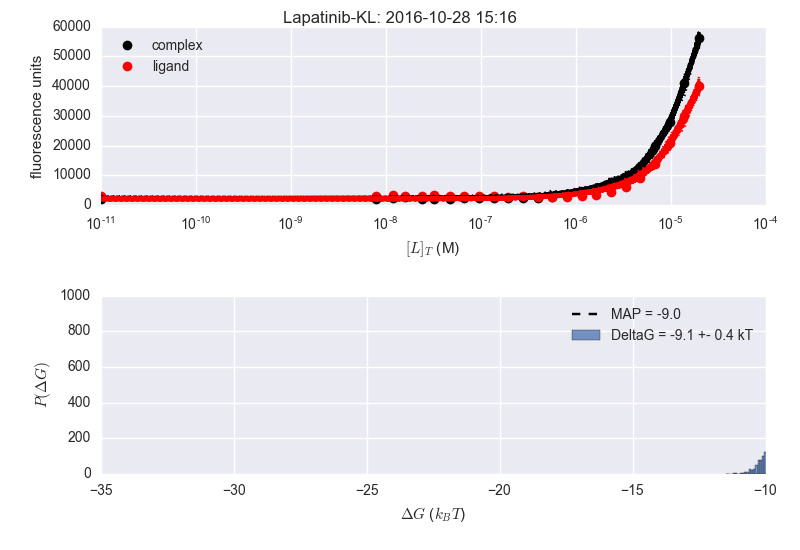 Lapatinib-KL: 2016-10-28 15:16
60000
50000
40000
30000
20000
10000
0
fluorescence units
complex
ligand
10⁻¹¹ 10⁻¹⁰ 10⁻⁹ 10⁻⁸ 10⁻⁷ 10⁻⁶ 10⁻⁵ 10⁻⁴
[L]_T (M)
1000
800
600
400
200
0
P(ΔG)
MAP = -9.0
DeltaG = -9.1 +- 0.4 kT
−35 −30 −25 −20 −15 −10
ΔG (k_BT)